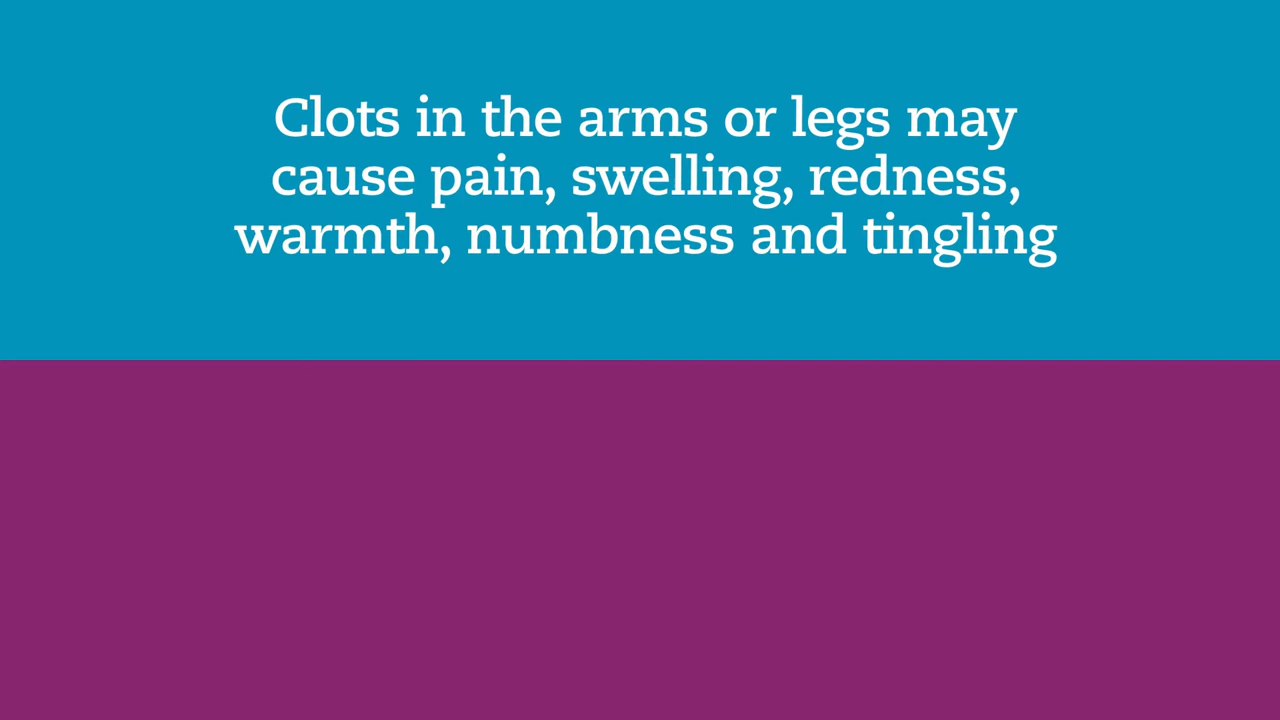 Clots in the arms or legs may
cause pain, swelling, redness,
warmth, numbness and tingling